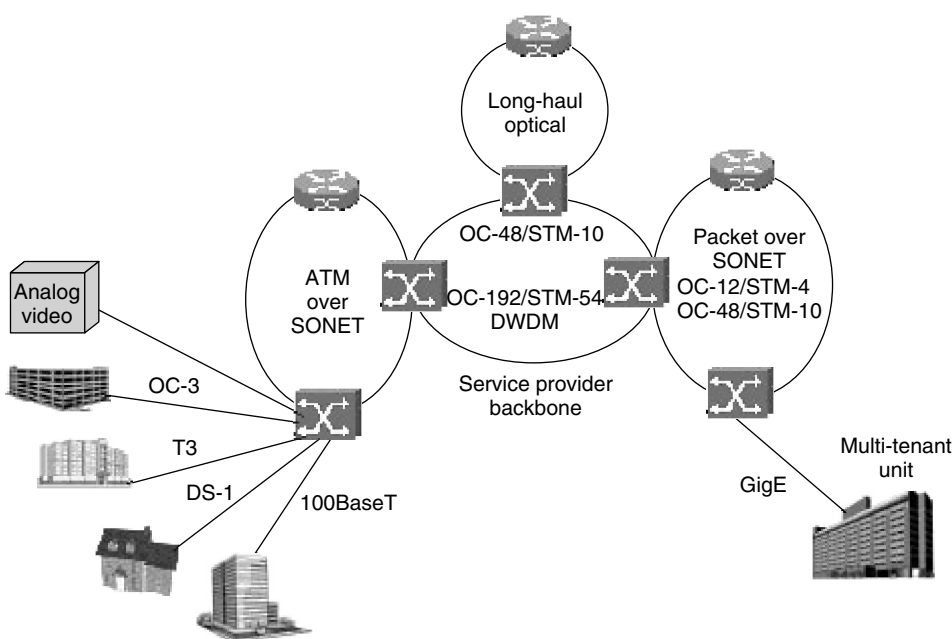 Long-haul
optical
OC-48/STM-10
Packet over
SONET
OC-12/STM-4
OC-48/STM-10
ATM
over
SONET
OC-192/STM-54
DWDM
Analog
video
Service provider
backbone
OC-3
T3
DS-1
100BaseT
GigE
Multi-tenant
unit